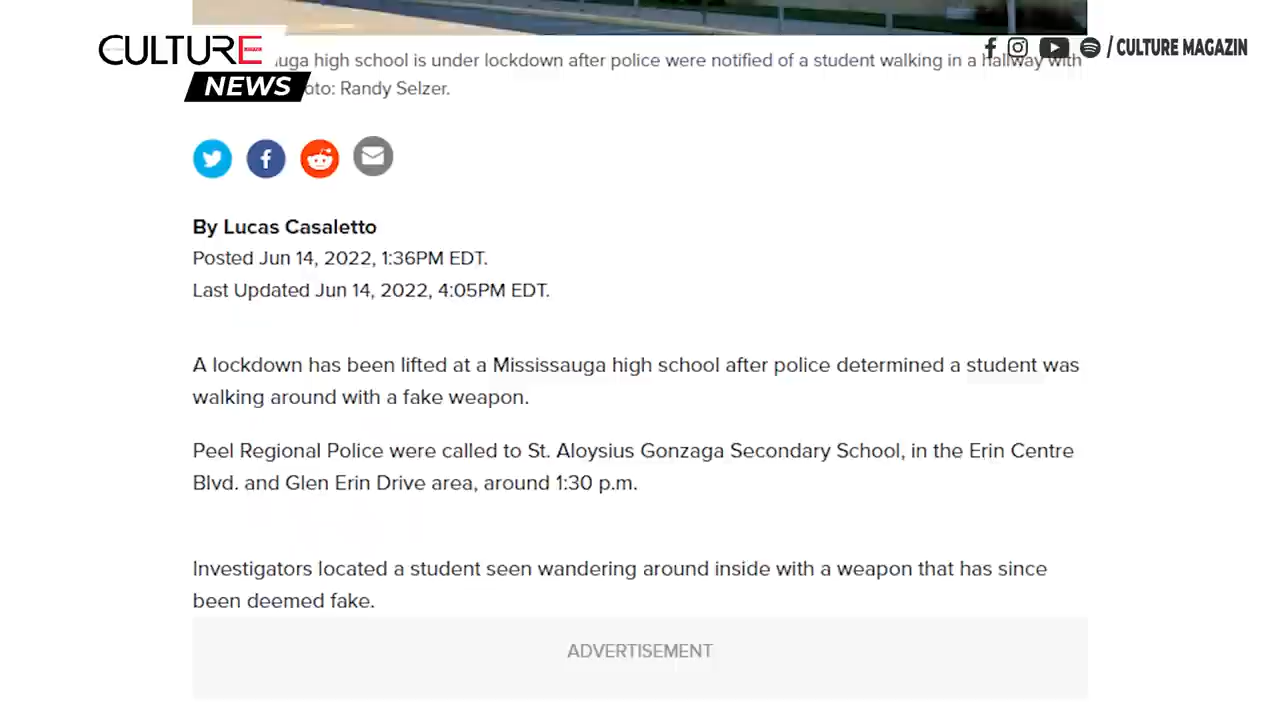 CULTURE
NEWS
/ CULTURE MAGAZIN
high school is under lockdown after police were notified of a student walking in a hallway with
Randy Selzer.
By Lucas Casaletto
Posted Jun 14, 2022, 1:36PM EDT.
Last Updated Jun 14, 2022, 4:05PM EDT.
A lockdown has been lifted at a Mississauga high school after police determined a student was
walking around with a fake weapon.
Peel Regional Police were called to St. Aloysius Gonzaga Secondary School, in the Erin Centre
Blvd. and Glen Erin Drive area, around 1:30 p.m.
Investigators located a student seen wandering around inside with a weapon that has since
been deemed fake.
ADVERTISEMENT